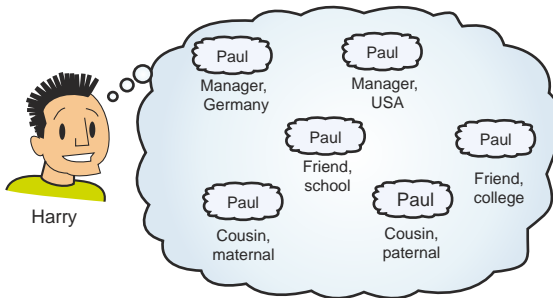 Paul
Manager,
Germany
Paul
Manager,
USA
Paul
Friend,
school
Paul
Friend,
college
Paul
Cousin,
maternal
Paul
Cousin,
paternal
Harry